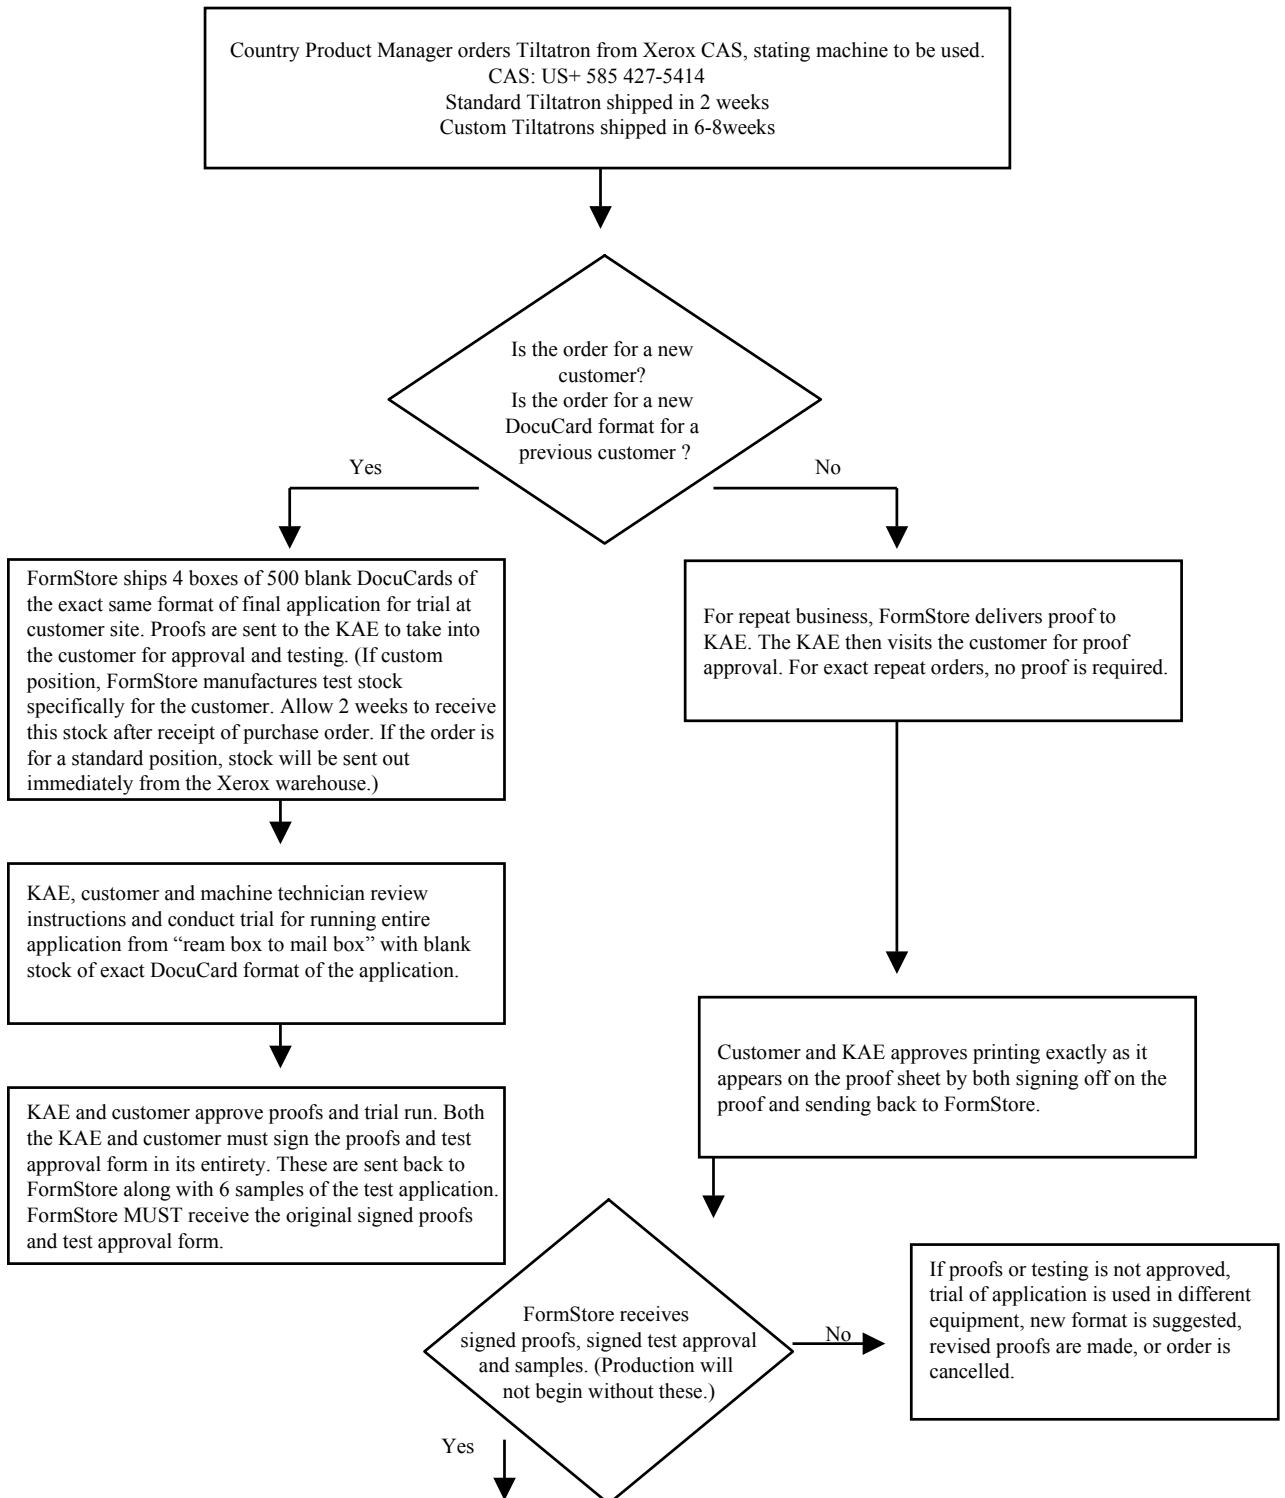 Country Product Manager orders Tiltatron from Xerox CAS, stating machine to be used.
CAS: US+ 585 427-5414
Standard Tiltatron shipped in 2 weeks
Custom Tiltatrons shipped in 6-8weeks
Is the order for a new
customer?
Is the order for a new
DocuCard format for a
previous customer ?
Yes
No
FormStore ships 4 boxes of 500 blank DocuCards of
the exact same format of final application for trial at
customer site. Proofs are sent to the KAE to take into
the customer for approval and testing. (If custom
position, FormStore manufactures test stock
specifically for the customer. Allow 2 weeks to receive
this stock after receipt of purchase order. If the order is
for a standard position, stock will be sent out
immediately from the Xerox warehouse.)
For repeat business, FormStore delivers proof to
KAE. The KAE then visits the customer for proof
approval. For exact repeat orders, no proof is required.
KAE, customer and machine technician review
instructions and conduct trial for running entire
application from “ream box to mail box” with blank
stock of exact DocuCard format of the application.
Customer and KAE approves printing exactly as it
appears on the proof sheet by both signing off on the
proof and sending back to FormStore.
KAE and customer approve proofs and trial run. Both
the KAE and customer must sign the proofs and test
approval form in its entirety. These are sent back to
FormStore along with 6 samples of the test application.
FormStore MUST receive the original signed proofs
and test approval form.
FormStore receives
signed proofs, signed test approval
and samples. (Production will
not begin without these.)
No
If proofs or testing is not approved,
trial of application is used in different
equipment, new format is suggested,
revised proofs are made, or order is
cancelled.
Yes